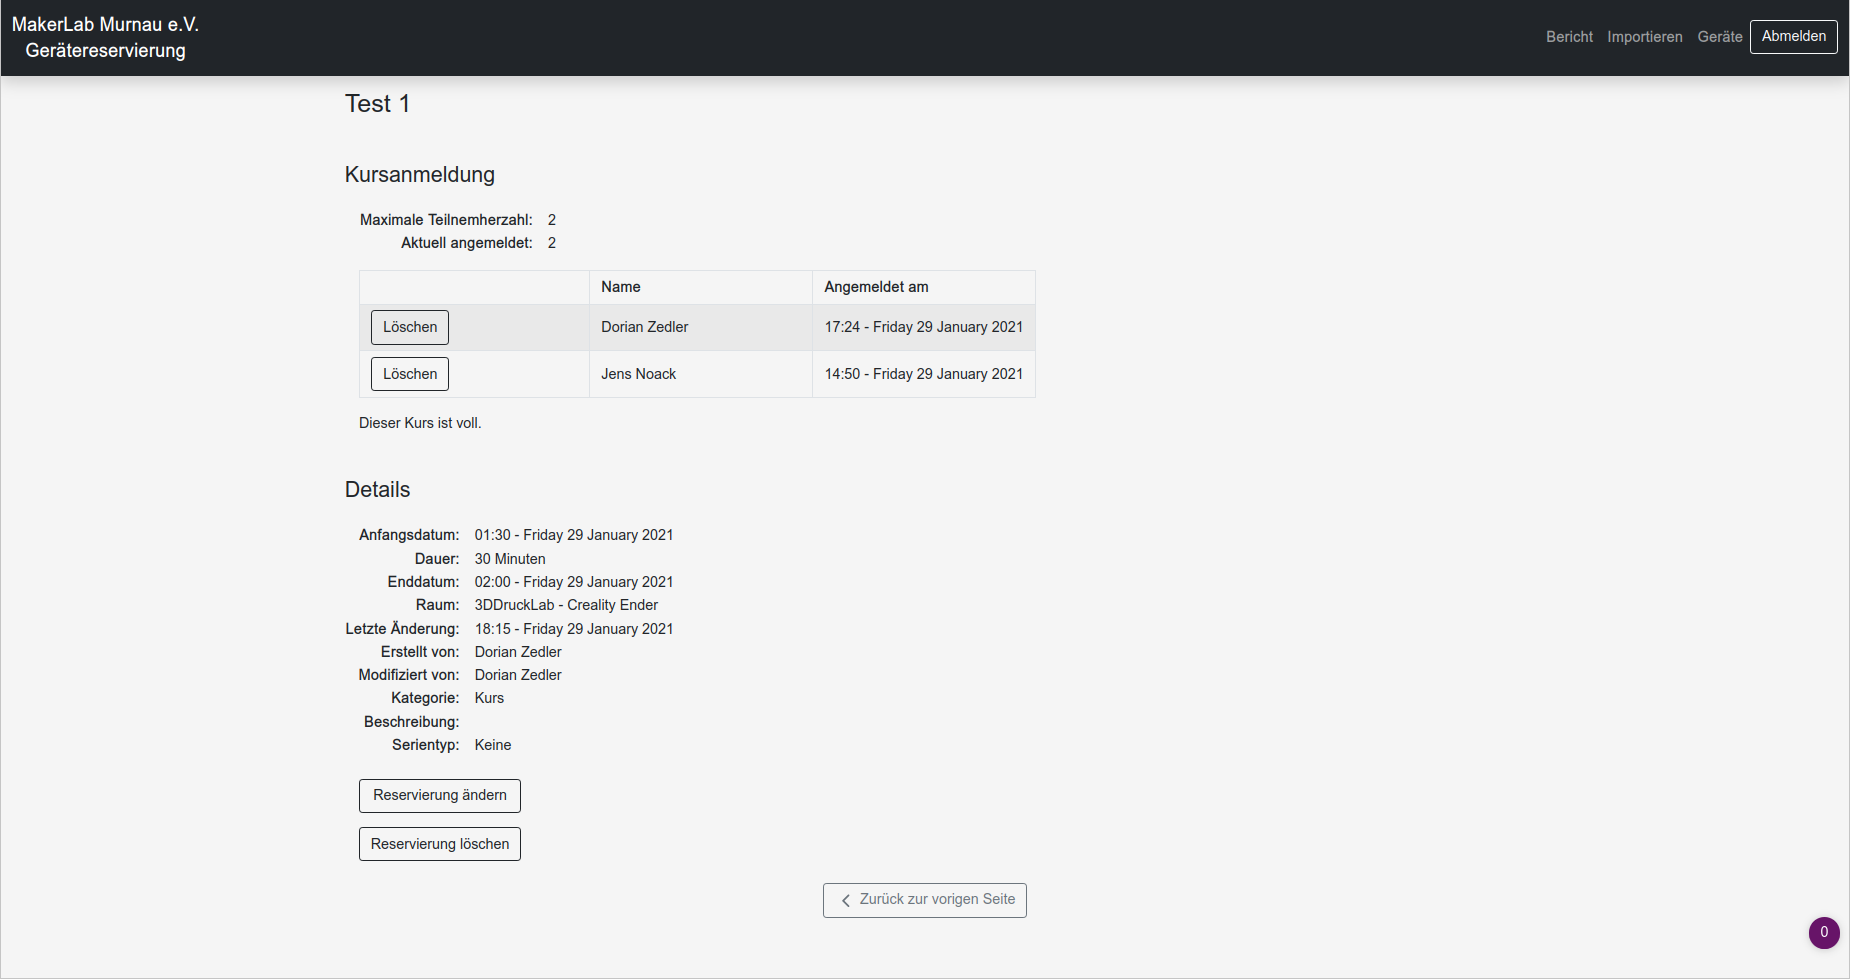 MakerLab Murnau e.V.
Gerätereservierung
Bericht Importieren Geräte Abmelden
Test 1
Kursanmeldung
Maximale Teilnemherzahl: 2
Aktuell angemeldet: 2
Name Angemeldet am
Löschen Dorian Zedler 17:24 - Friday 29 January 2021
Löschen Jens Noack 14:50 - Friday 29 January 2021
Dieser Kurs ist voll.
Details
Anfangsdatum: 01:30 - Friday 29 January 2021
Dauer: 30 Minuten
Enddatum: 02:00 - Friday 29 January 2021
Raum: 3DDruckLab - Creality Ender
Letzte Änderung: 18:15 - Friday 29 January 2021
Erstellt von: Dorian Zedler
Modifiziert von: Dorian Zedler
Kategorie: Kurs
Beschreibung:
Serientyp: Keine
Reservierung ändern
Reservierung löschen
Zurück zur vorigen Seite
0